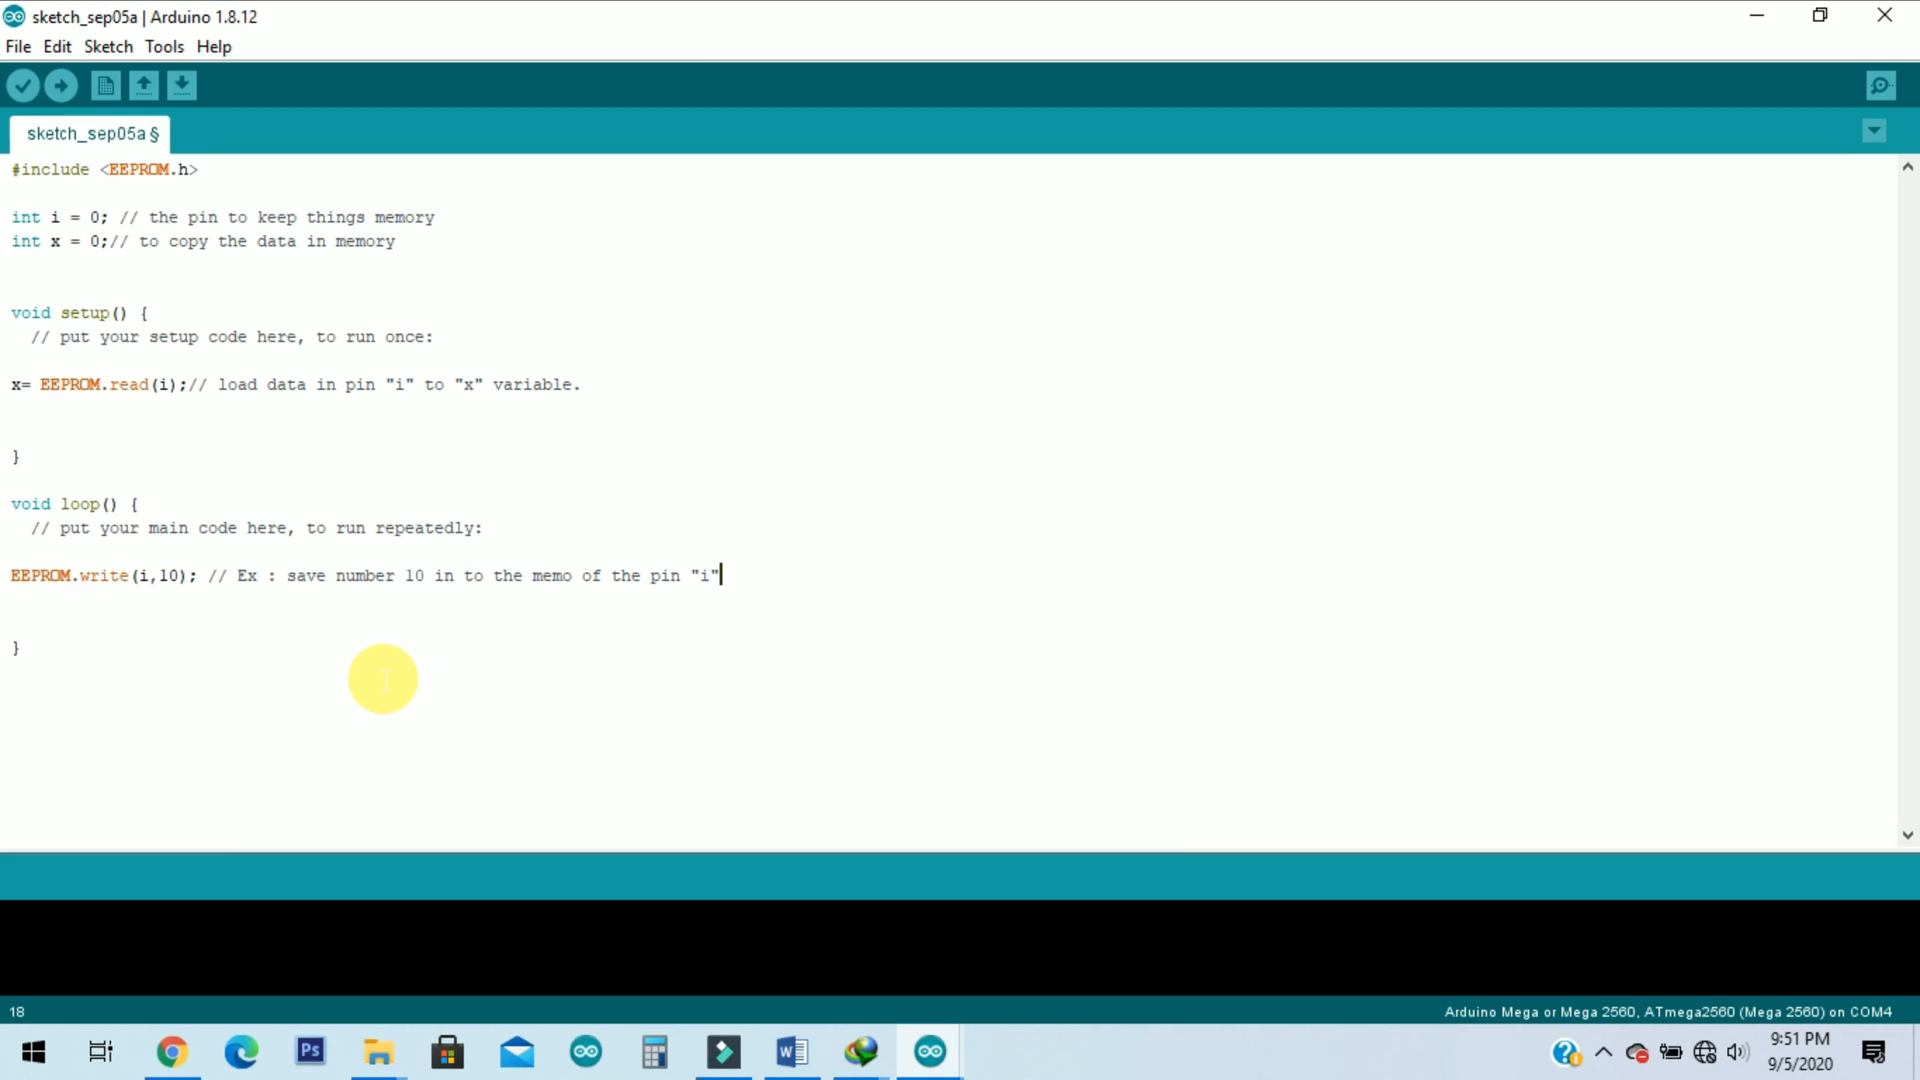 sketch_sep05a | Arduino 1.8.12
File Edit Sketch Tools Help
sketch_sep05a §
#include <EEPROM.h>
int i = 0; // the pin to keep things memory
int x = 0;// to copy the data in memory
void setup() {
// put your setup code here, to run once:
x= EEPROM.read(i);// load data in pin "i" to "x" variable.
}
void loop() {
// put your main code here, to run repeatedly:
EEPROM.write(i,10); // Ex : save number 10 in to the memo of the pin "i"
}
18
Arduino Mega or Mega 2560, ATmega2560 (Mega 2560) on COM4
Ps
W
9:51 PM
9/5/2020